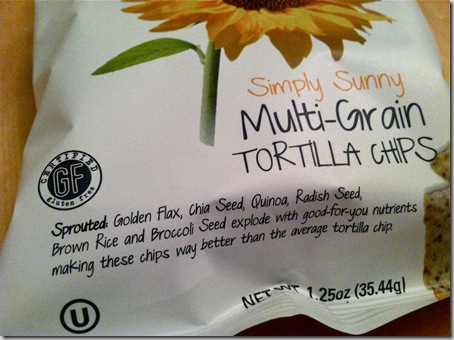 Simply Sunny
Multi-Grain
TORTILLA CHIPS
CERTIFIED
GF
gluten free
Sprouted: Golden Flax, Chia Seed, Quinoa, Radish Seed,
Brown Rice and Broccoli Seed explode with good-for-you nutrients
making these chips way better than the average tortilla chip.
U
NET WT. 1.25oz (35.44g)